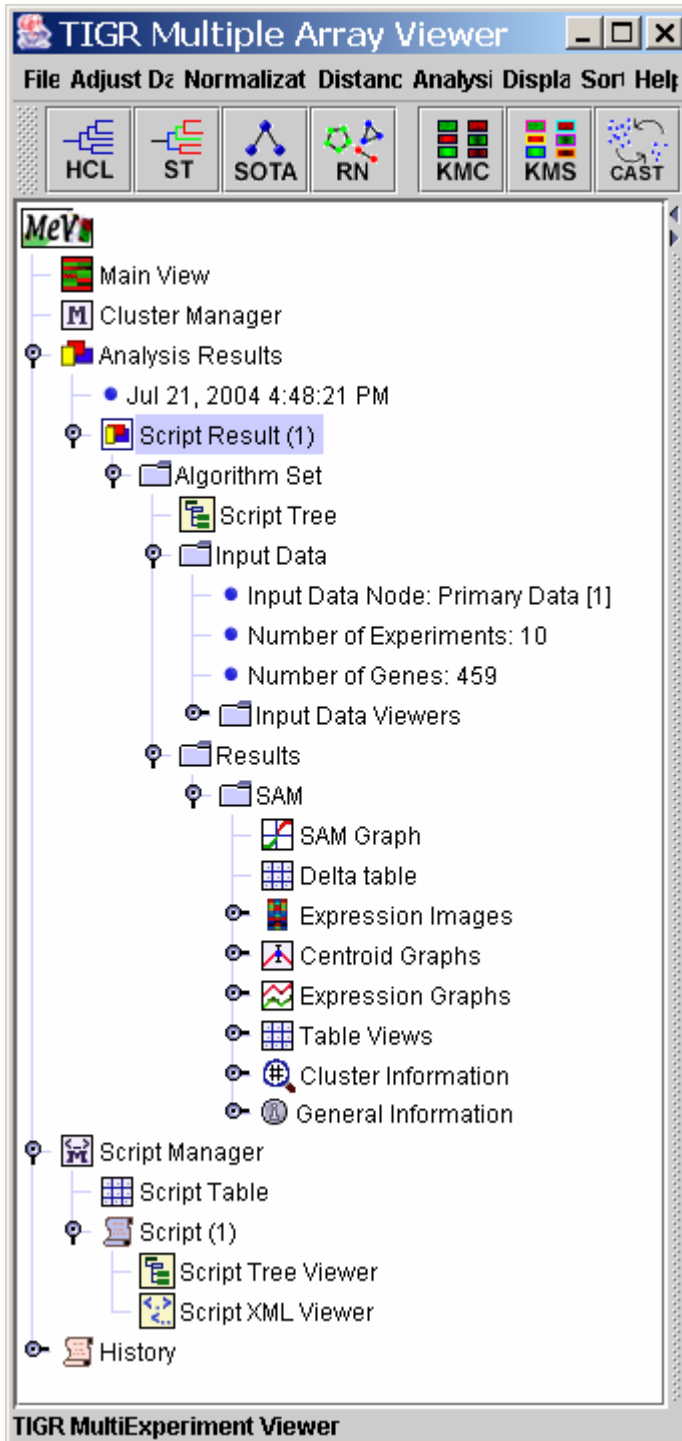 TIGR Multiple Array Viewer
File Adjust Da Normalizat Distanc Analysi Displa Sort Help
HCL ST SOTA RN KMC KMS CAST
MeV
Main View
M Cluster Manager
Analysis Results
Jul 21, 2004 4:48:21 PM
Script Result (1)
Algorithm Set
Script Tree
Input Data
Input Data Node: Primary Data [1]
Number of Experiments: 10
Number of Genes: 459
Input Data Viewers
Results
SAM
SAM Graph
Delta table
Expression Images
Centroid Graphs
Expression Graphs
Table Views
# Cluster Information
General Information
Script Manager
Script Table
Script (1)
Script Tree Viewer
Script XML Viewer
History
TIGR MultiExperiment Viewer